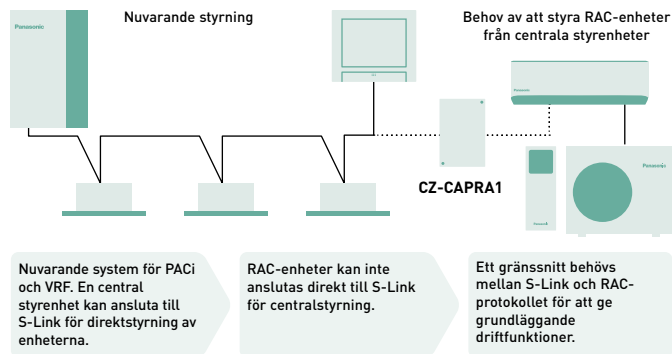 Nuvarande styrning
Behov av att styra RAC-enheter
från centrala styrenheter
Panasonic
Panasonic
Panasonic
Panasonic
CZ-CAPRA1
Nuvarande system för PACi
och VRF. En central
styrenhet kan ansluta till
S-Link för direktstyrning av
enheterna.
RAC-enheter kan inte
anslutas direkt till S-Link
för centralstyrning.
Ett gränssnitt behövs
mellan S-Link och RAC-
protokollet för att ge
grundläggande
driftfunktioner.